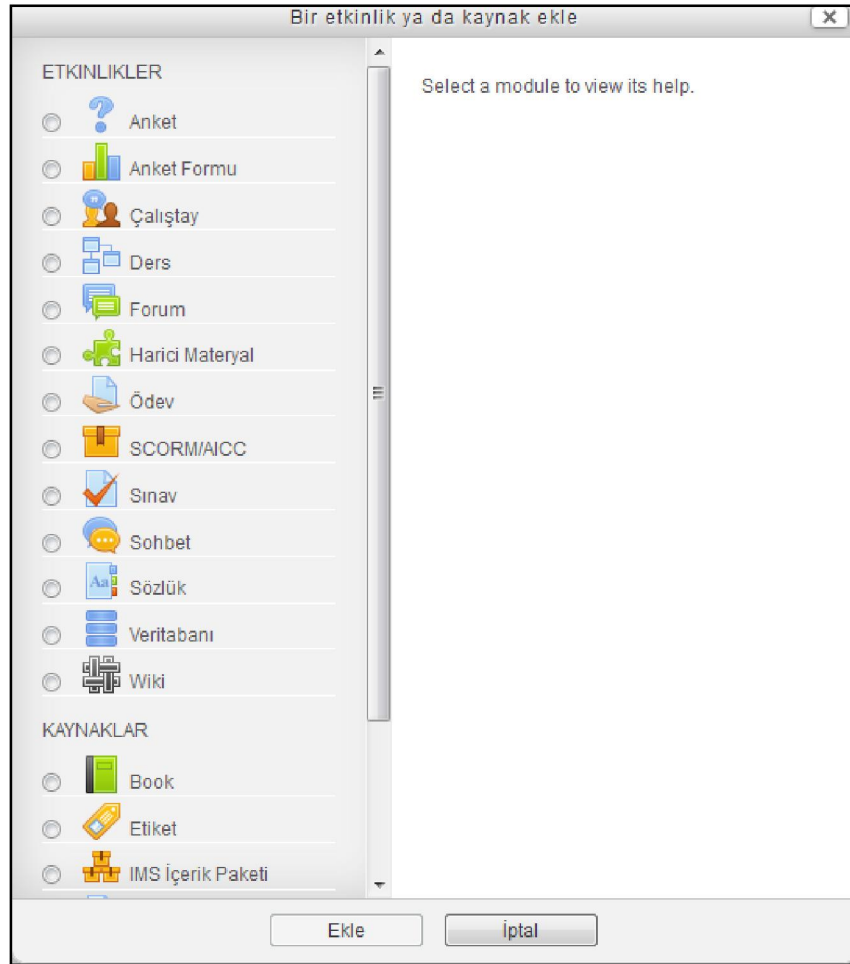 Bir etkinlik ya da kaynak ekle
ETKINLIKLER
Select a module to view its help.
Anket
Anket Formu
Çalıştay
Ders
Forum
Harici Materyal
Ödev
SCORM/AICC
Sınav
Sohbet
Aa
Sözlük
Veritabanı
Wiki
KAYNAKLAR
Book
Etiket
IMS İçerik Paketi
Ekle
İptal